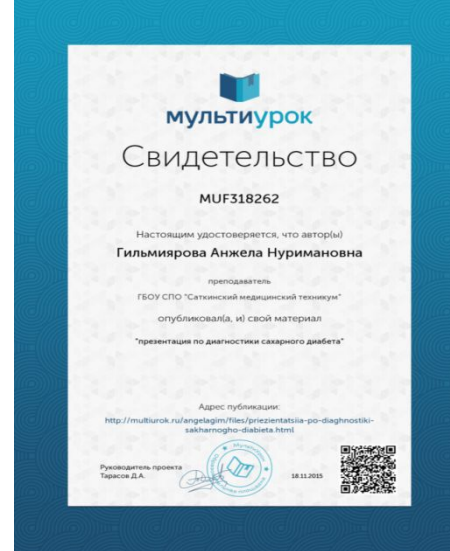 мультиурок
Свидетельство
MUF318262
Настоящим удостоверяется, что автор(ы)
Гильмиярова Анжела Нуримановна
преподаватель
ГБОУ СПО "Саткинский медицинский техникум"
опубликовал(а, и) свой материал
"презентация по диагностики сахарного диабета"
Адрес публикации:
http://multiurok.ru/angelagim/files/priezientatsiia-po-diaghnostiki-
sakharnogho-diabieta.html
Руководитель проекта
Тарасов Д.А.
18.11.2015